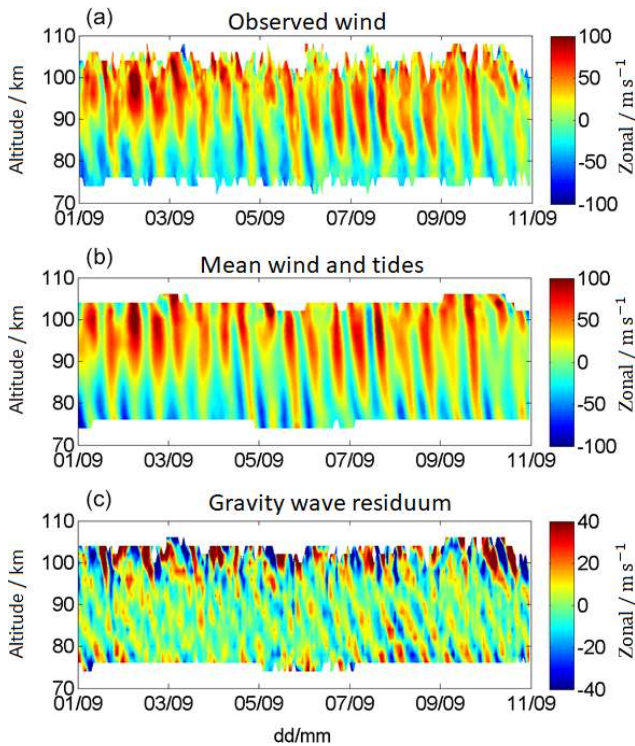 (a) Observed wind
110
100
90
80
70
Altitude / km
01/09 03/09 05/09 07/09 09/09 11/09
100
50
0
-50
-100
Zonal / m s⁻¹
(b) Mean wind and tides
110
100
90
80
70
Altitude / km
01/09 03/09 05/09 07/09 09/09 11/09
100
50
0
-50
-100
Zonal / m s⁻¹
(c) Gravity wave residuum
110
100
90
80
70
Altitude / km
01/09 03/09 05/09 07/09 09/09 11/09
dd/mm
40
20
0
-20
-40
Zonal / m s⁻¹